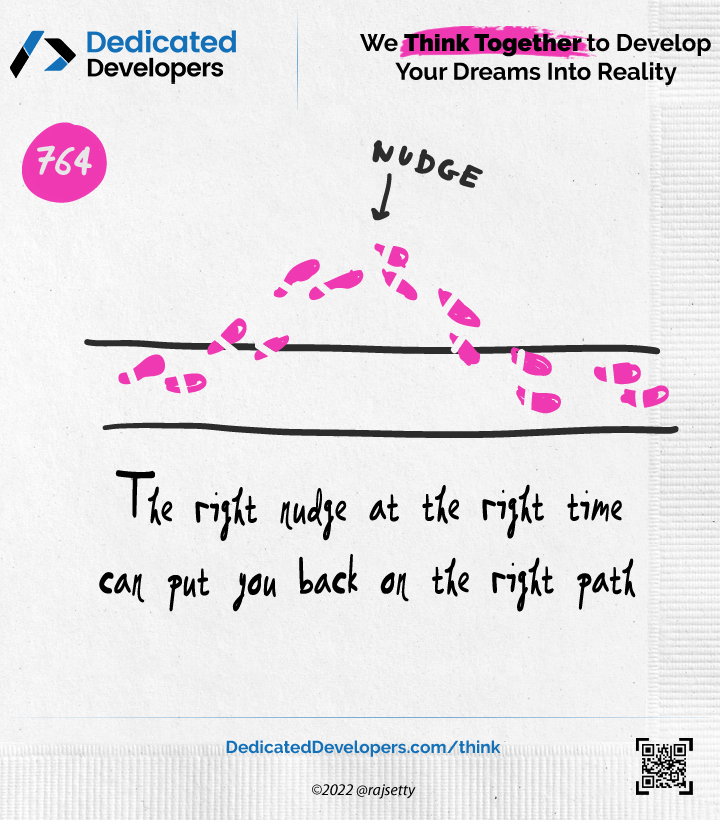 Dedicated
Developers
We Think Together to Develop
Your Dreams Into Reality
764
NUDGE
The right nudge at the right time
can put you back on the right path
DedicatedDevelopers.com/think
©2022 @rajsetty